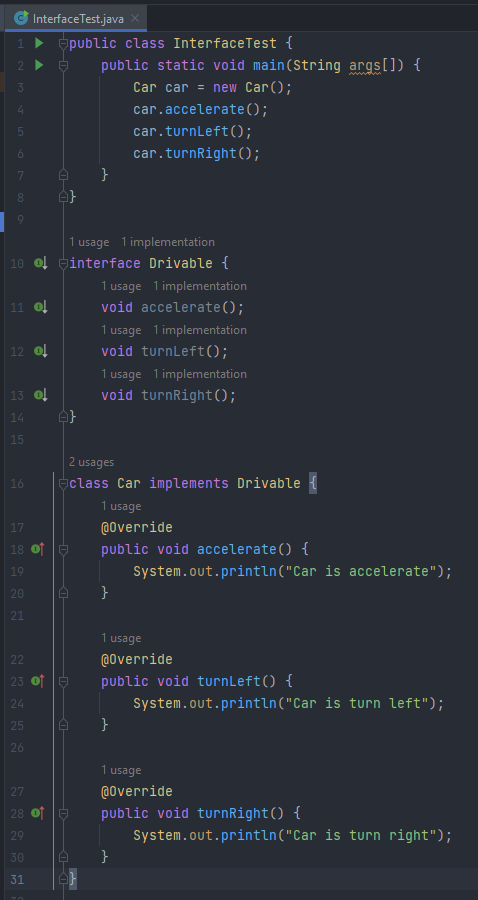 InterfaceTest.java
1 public class InterfaceTest {
2 public static void main(String args[]) {
3 Car car = new Car();
4 car.accelerate();
5 car.turnLeft();
6 car.turnRight();
7 }
8 }
9
1 usage 1 implementation
10 interface Drivable {
1 usage 1 implementation
11 void accelerate();
1 usage 1 implementation
12 void turnLeft();
1 usage 1 implementation
13 void turnRight();
14 }
15
2 usages
16 class Car implements Drivable {
1 usage
17 @Override
18 public void accelerate() {
19 System.out.println("Car is accelerate");
20 }
21
1 usage
22 @Override
23 public void turnLeft() {
24 System.out.println("Car is turn left");
25 }
26
1 usage
27 @Override
28 public void turnRight() {
29 System.out.println("Car is turn right");
30 }
31 }